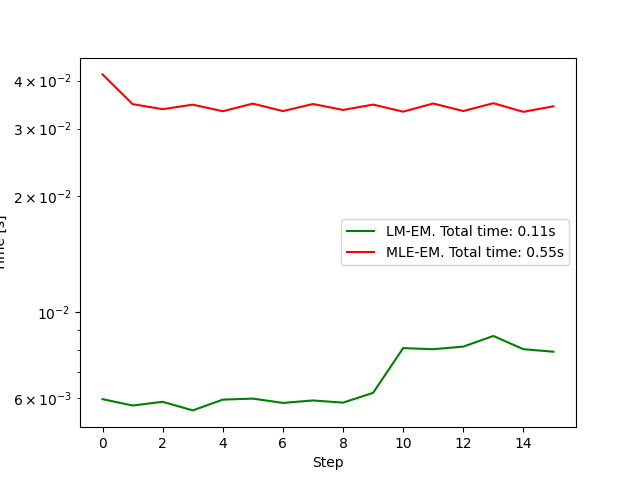 4 × 10⁻²
3 × 10⁻²
2 × 10⁻²
10⁻²
6 × 10⁻³
LM-EM. Total time: 0.11s
MLE-EM. Total time: 0.55s
0 2 4 6 8 10 12 14
Step